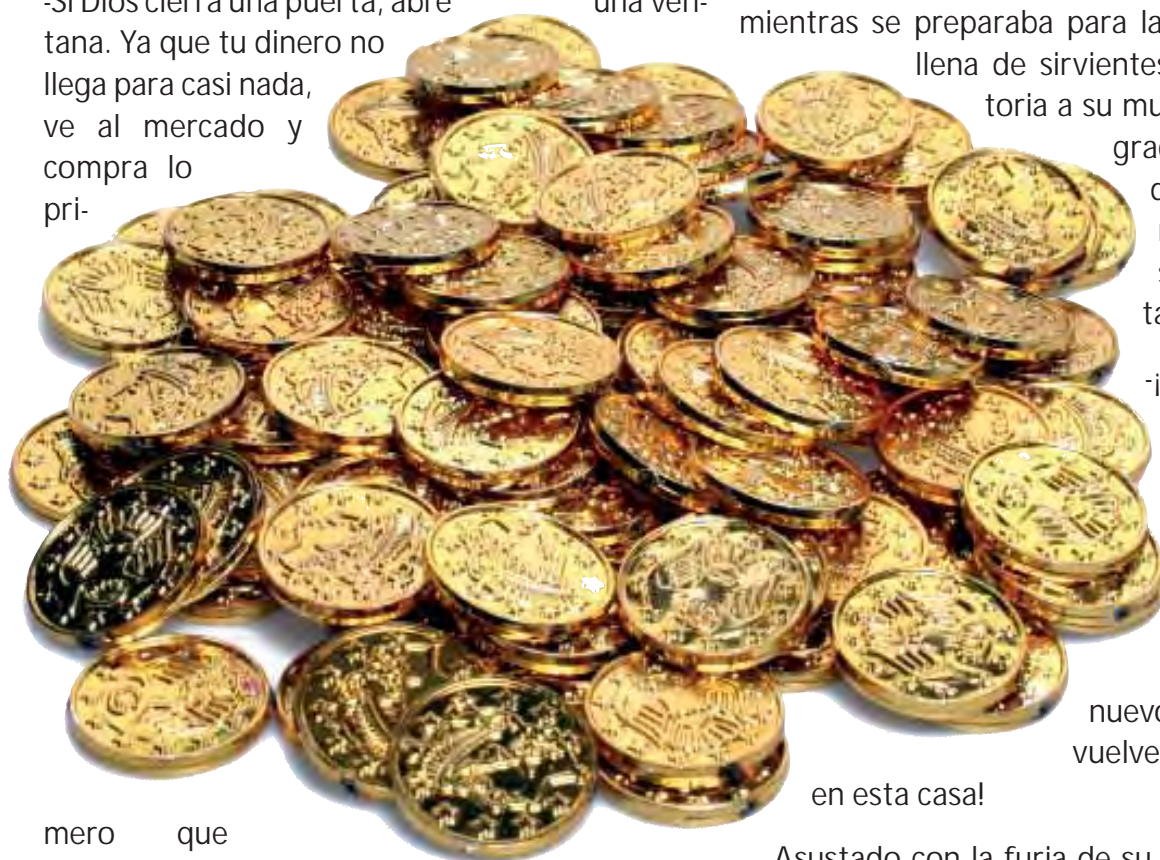 -Si Dios cierra una puerta, abre una ven-
tana. Ya que tu dinero no
llega para casi nada,
ve al mercado y
compra lo
pri-
mero que
mientras se preparaba para la
llena de sirvientes
toria a su mu
grac
ta
-¡
nuevo
vuelve
en esta casa!
Asustado con la furia de su